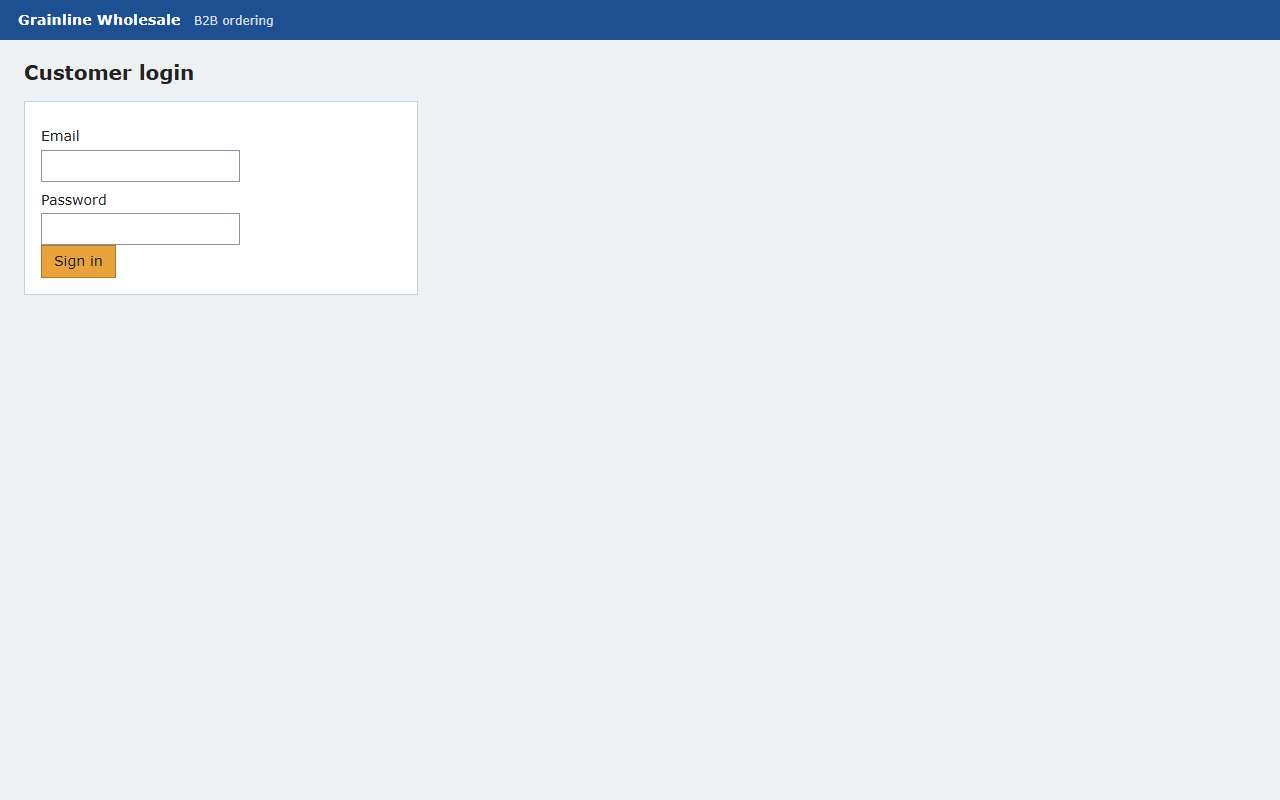 Grainline Wholesale B2B ordering
Customer login
Email
Password
Sign in